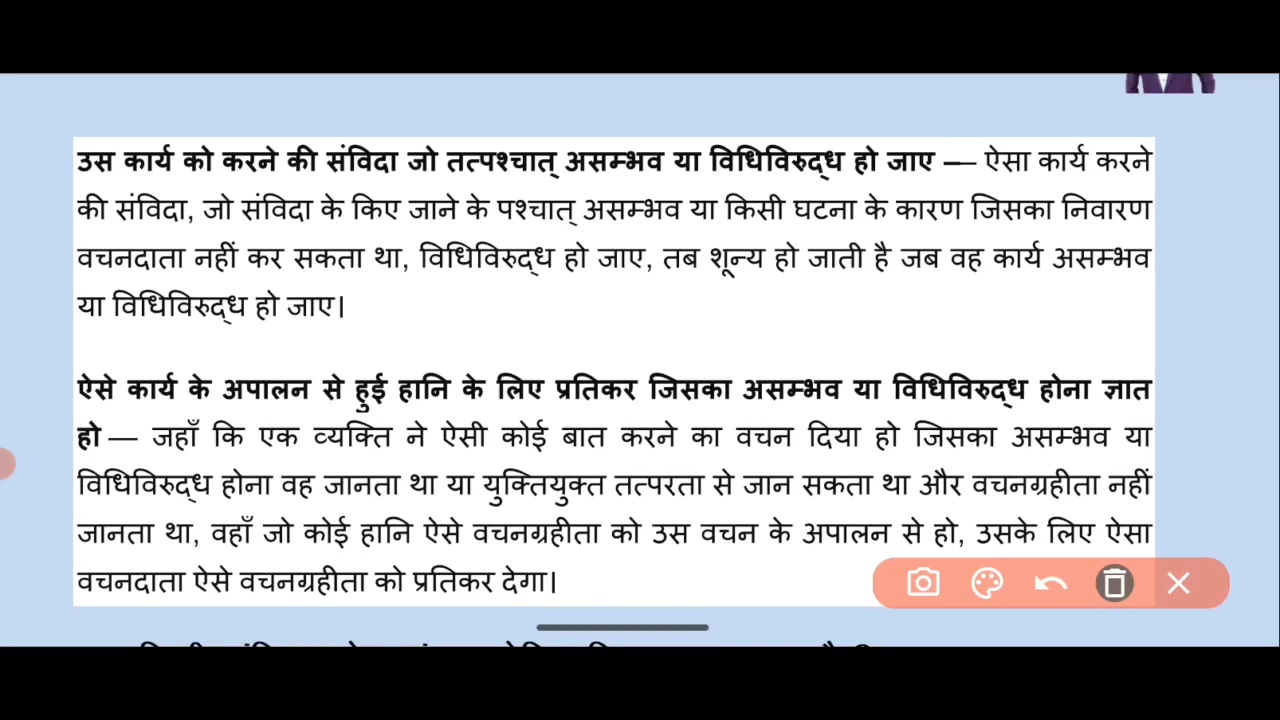 उस कार्य को करने की संविदा जो तत्पश्चात् असम्भव या विधिविरुद्ध हो जाए — ऐसा कार्य करने
की संविदा, जो संविदा के किए जाने के पश्चात् असम्भव या किसी घटना के कारण जिसका निवारण
वचनदाता नहीं कर सकता था, विधिविरुद्ध हो जाए, तब शून्य हो जाती है जब वह कार्य असम्भव
या विधिविरुद्ध हो जाए।
ऐसे कार्य के अपालन से हुई हानि के लिए प्रतिकर जिसका असम्भव या विधिविरुद्ध होना ज्ञात
हो — जहाँ कि एक व्यक्ति ने ऐसी कोई बात करने का वचन दिया हो जिसका असम्भव या
विधिविरुद्ध होना वह जानता था या युक्तियुक्त तत्परता से जान सकता था और वचनग्रहीता नहीं
जानता था, वहाँ जो कोई हानि ऐसे वचनग्रहीता को उस वचन के अपालन से हो, उसके लिए ऐसा
वचनदाता ऐसे वचनग्रहीता को प्रतिकर देगा।